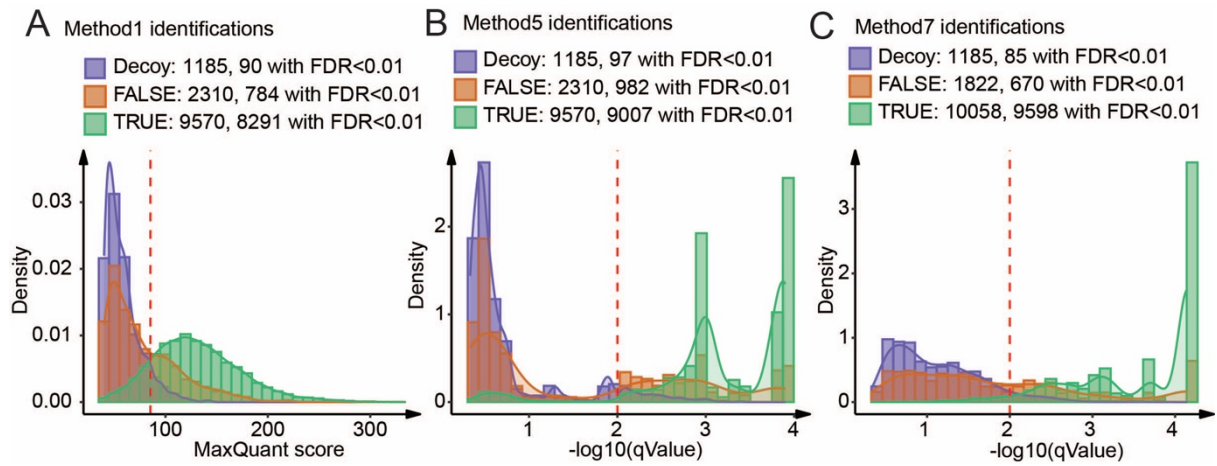 A Method1 identifications
Decoy: 1185, 90 with FDR<0.01
FALSE: 2310, 784 with FDR<0.01
TRUE: 9570, 8291 with FDR<0.01
Density
0.03
0.02
0.01
0.00
100 200 300
MaxQuant score
B Method5 identifications
Decoy: 1185, 97 with FDR<0.01
FALSE: 2310, 982 with FDR<0.01
TRUE: 9570, 9007 with FDR<0.01
Density
2
1
0
1 2 3 4
-log10(qValue)
C Method7 identifications
Decoy: 1185, 85 with FDR<0.01
FALSE: 1822, 670 with FDR<0.01
TRUE: 10058, 9598 with FDR<0.01
Density
3
2
1
0
1 2 3 4
-log10(qValue)